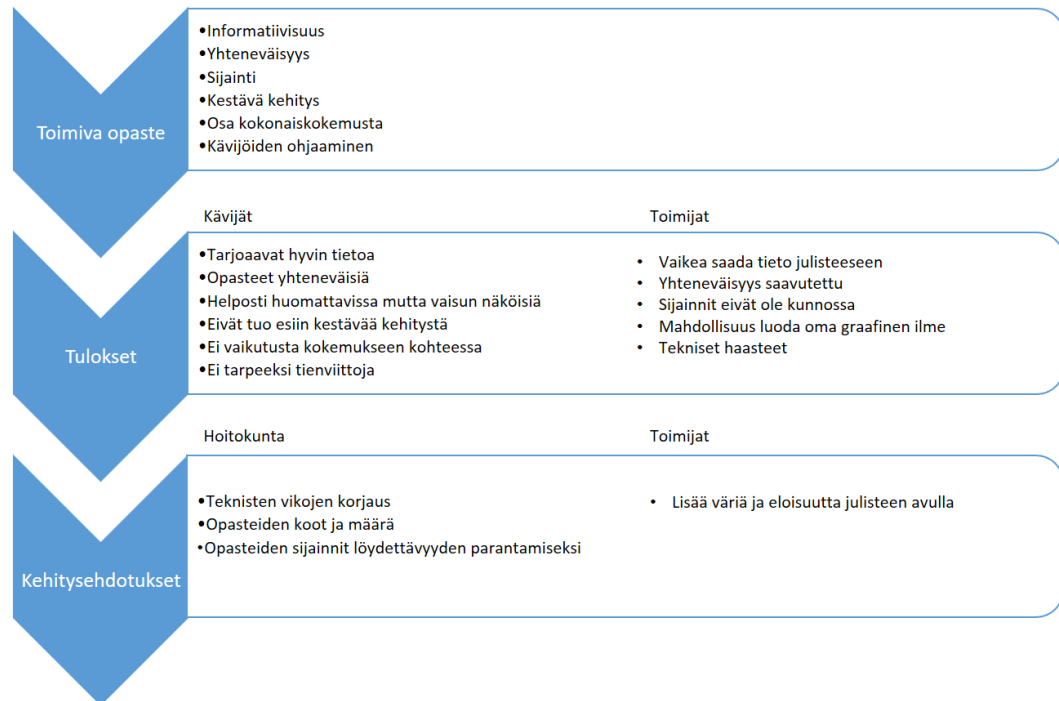 Toimiva opaste
•Informatiivisuus
•Yhteneväisyys
•Sijainti
•Kestävä kehitys
•Osa kokonaiskokemusta
•Kävijöiden ohjaaminen
Tulokset
Kävijät
•Tarjoaavat hyvin tietoa
•Opasteet yhteneväisiä
•Helposti huomattavissa mutta vaisun näköisiä
•Eivät tuo esiin kestävää kehitystä
•Ei vaikutusta kokemukseen kohteessa
•Ei tarpeeksi tienviittoja
Toimijat
• Vaikea saada tieto julisteeseen
• Yhteneväisyys saavutettu
• Sijainnit eivät ole kunnossa
• Mahdollisuus luoda oma graafinen ilme
• Tekniset haasteet
Kehitysehdotukset
Hoitokunta
•Teknisten vikojen korjaus
•Opasteiden koot ja määrä
•Opasteiden sijainnit löydettävyyden parantamiseksi
Toimijat
• Lisää väriä ja eloisuutta julisteen avulla